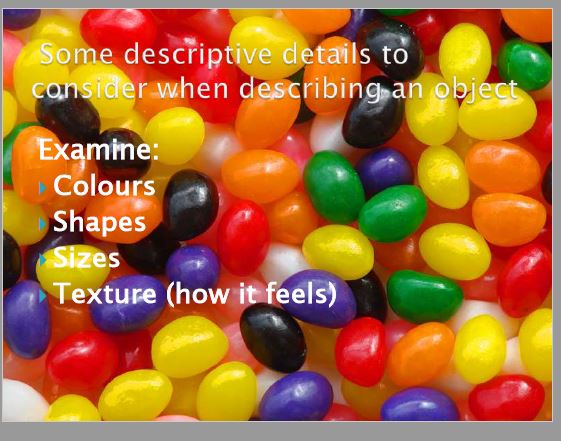 Some descriptive details to
consider when describing an object
Examine:
Colours
Shapes
Sizes
Texture (how it feels)